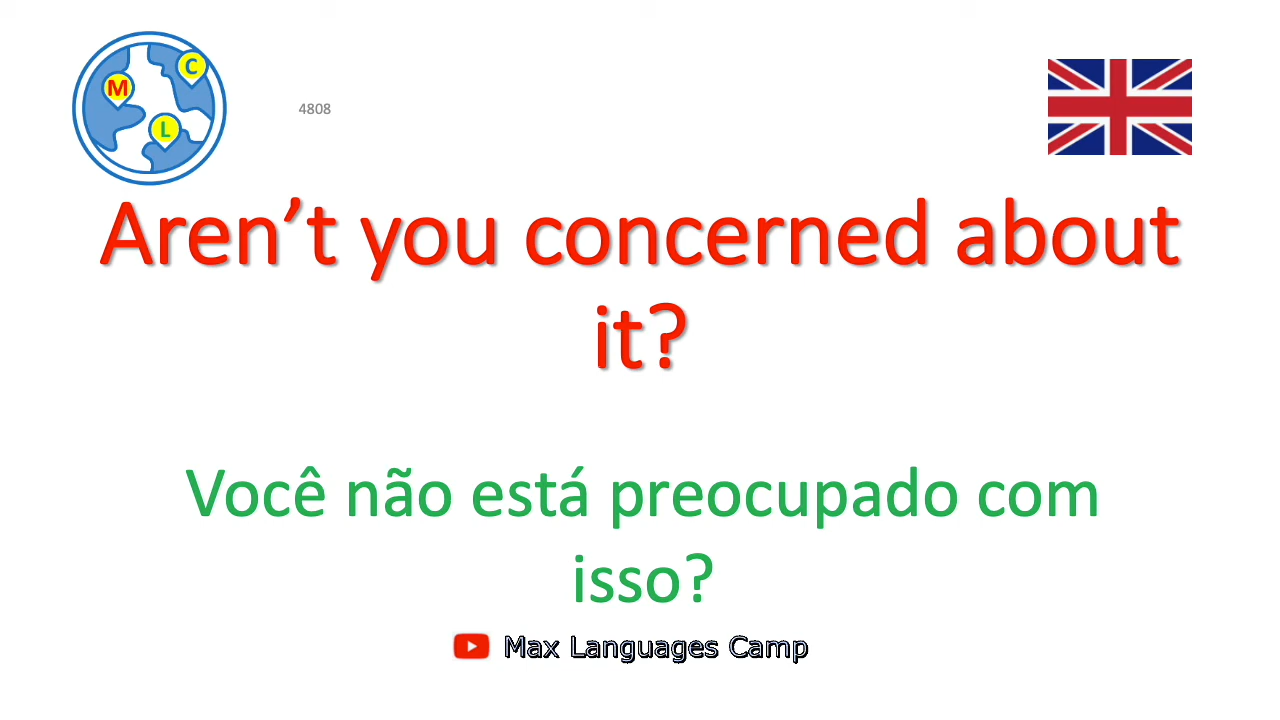 M
C
L
4808
Aren’t you concerned about
it?
Você não está preocupado com
isso?
Max Languages Camp